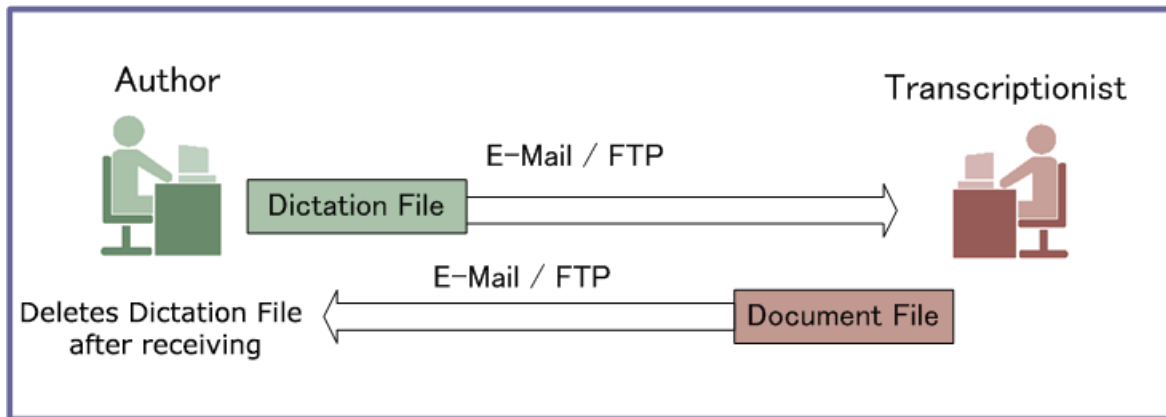 Author
Transcriptionist
E-Mail / FTP
Dictation File
E-Mail / FTP
Deletes Dictation File
after receiving
Document File